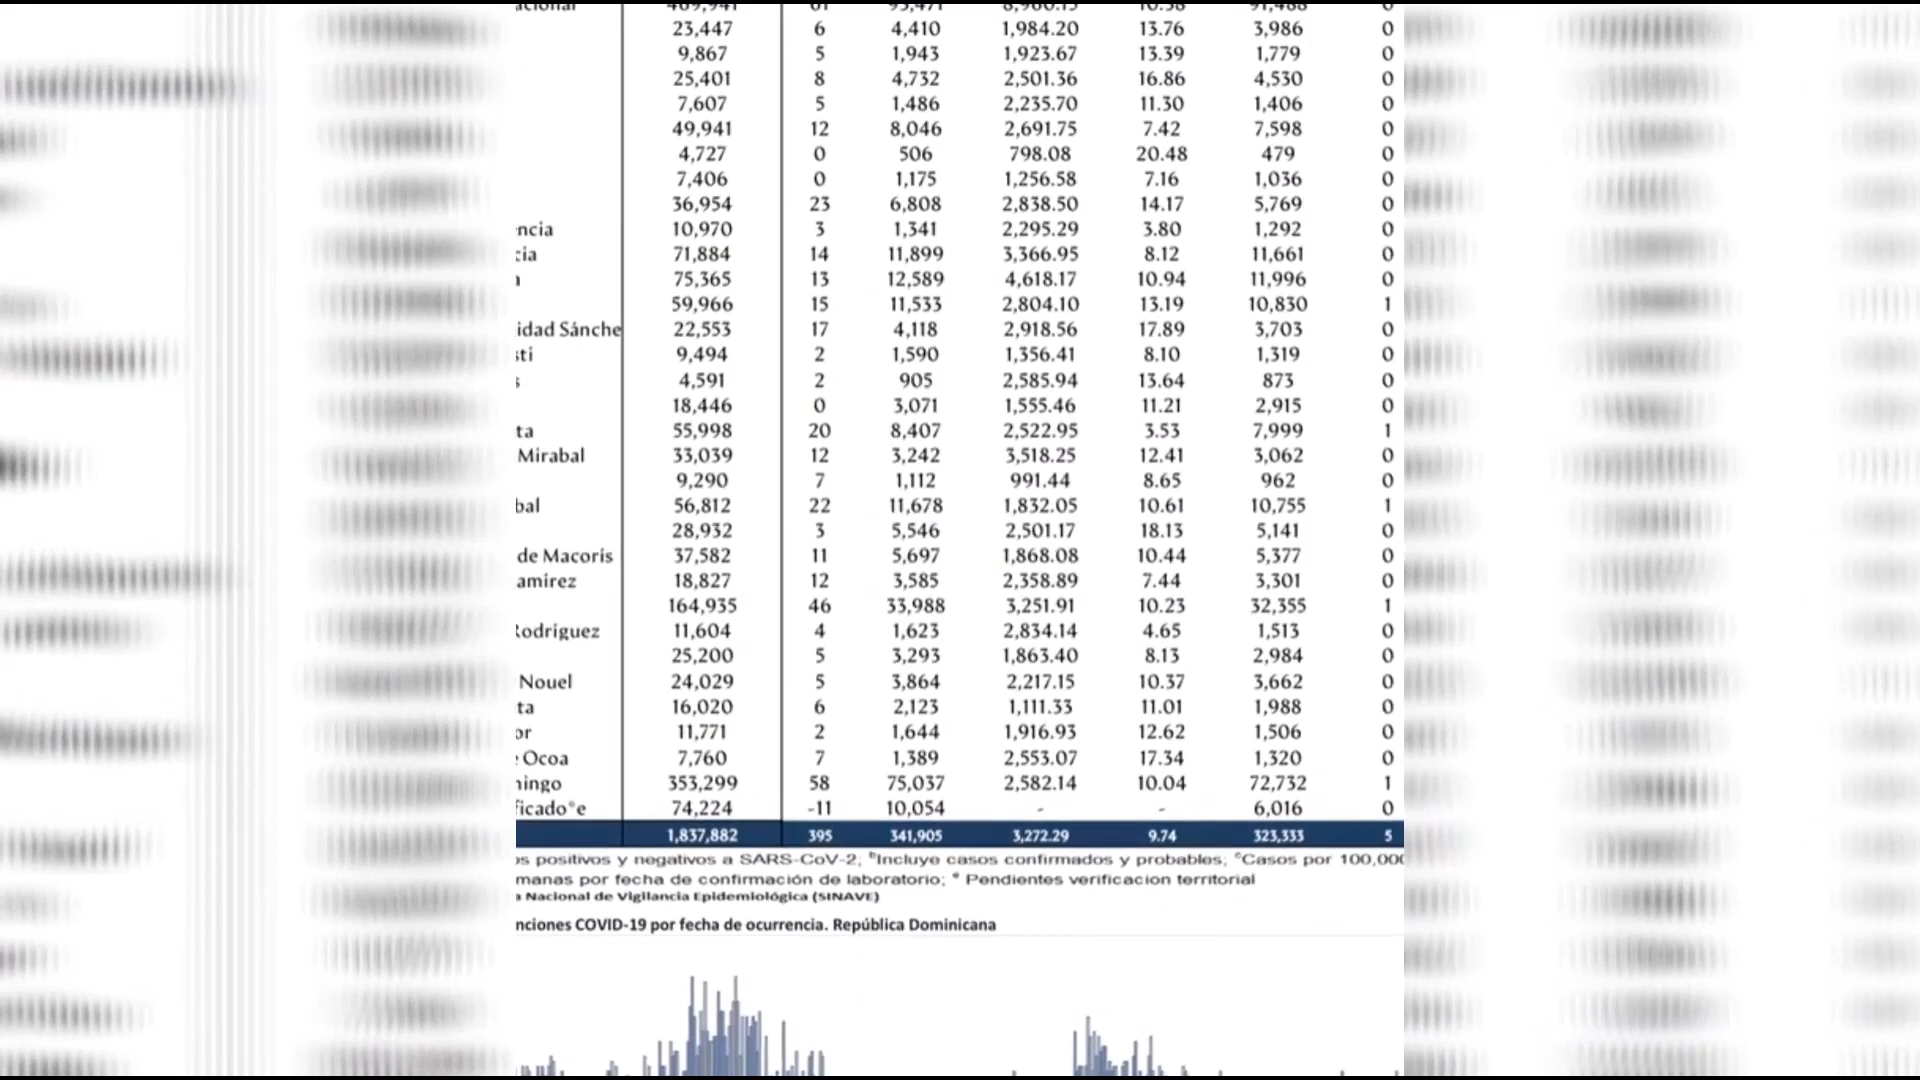 23,447 6 4,410 1,984.20 13.76 3,986 0
9,867 5 1,943 1,923.67 13.39 1,779 0
25,401 8 4,732 2,501.36 16.86 4,530 0
7,607 5 1,486 2,235.70 11.30 1,406 0
49,941 12 8,046 2,691.75 7.42 7,598 0
4,727 0 506 798.08 20.48 479 0
7,406 0 1,175 1,256.58 7.16 1,036 0
36,954 23 6,808 2,838.50 14.17 5,769 0
encia 10,970 3 1,341 2,295.29 3.80 1,292 0
cia 71,884 14 11,899 3,366.95 8.12 11,661 0
a 75,365 13 12,589 4,618.17 10.94 11,996 0
59,966 15 11,533 2,804.10 13.19 10,830 1
idad Sánche 22,553 17 4,118 2,918.56 17.89 3,703 0
sti 9,494 2 1,590 1,356.41 8.10 1,319 0
s 4,591 2 905 2,585.94 13.64 873 0
18,446 0 3,071 1,555.46 11.21 2,915 0
ta 55,998 20 8,407 2,522.95 3.53 7,999 1
Mirabal 33,039 12 3,242 3,518.25 12.41 3,062 0
9,290 7 1,112 991.44 8.65 962 0
bal 56,812 22 11,678 1,832.05 10.61 10,755 1
28,932 3 5,546 2,501.17 18.13 5,141 0
de Macorís 37,582 11 5,697 1,868.08 10.44 5,377 0
amírez 18,827 12 3,585 2,358.89 7.44 3,301 0
164,935 46 33,988 3,251.91 10.23 32,355 1
Rodríguez 11,604 4 1,623 2,834.14 4.65 1,513 0
25,200 5 3,293 1,863.40 8.13 2,984 0
Nouel 24,029 5 3,864 2,217.15 10.37 3,662 0
ta 16,020 6 2,123 1,111.33 11.01 1,988 0
or 11,771 2 1,644 1,916.93 12.62 1,506 0
Ocoa 7,760 7 1,389 2,553.07 17.34 1,320 0
mingo 353,299 58 75,037 2,582.14 10.04 72,732 1
ificado*e 74,224 -11 10,054 - - 6,016 0
1,837,882 395 341,905 3,272.29 9.74 323,333 5
os positivos y negativos a SARS-CoV-2; ᵇIncluye casos confirmados y probables; ᶜCasos por 100,000
manas por fecha de confirmación de laboratorio; ᵉ Pendientes verificacion territorial
a Nacional de Vigilancia Epidemiológica (SINAVE)
nciones COVID-19 por fecha de ocurrencia. República Dominicana